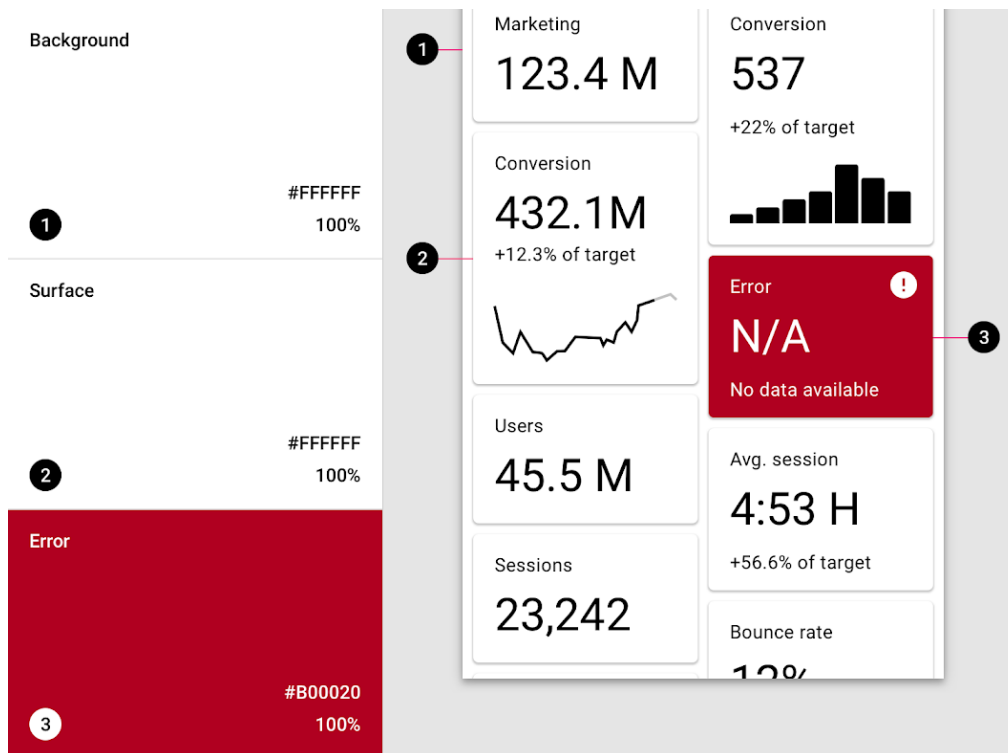 Background
#FFFFFF
1
100%
Surface
#FFFFFF
2
100%
Error
#B00020
3
100%
1
Marketing
123.4 M
Conversion
432.1M
2
+12.3% of target
Users
45.5 M
Sessions
23,242
Conversion
537
+22% of target
Error
!
N/A
3
No data available
Avg. session
4:53 H
+56.6% of target
Bounce rate
12%